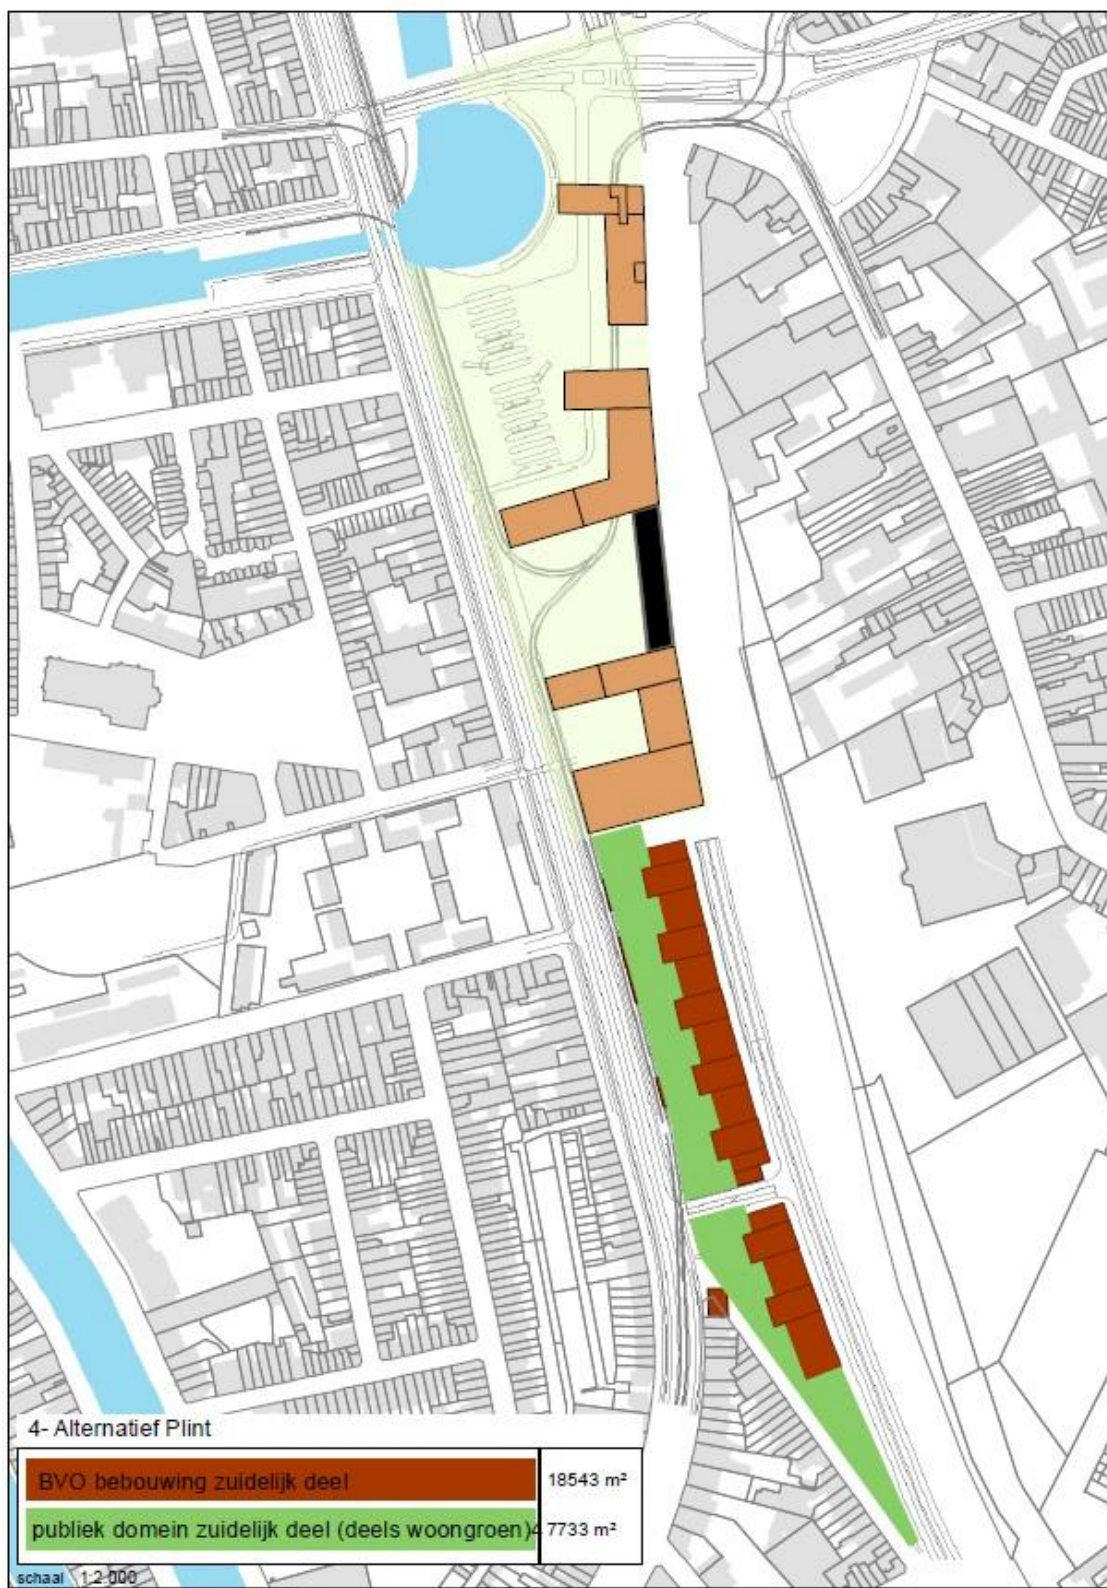 4- Alternatief Plint
BVO bebouwing zuidelijk deel 18543 m²
publiek domein zuidelijk deel (deels woongroen) 7733 m²
schaal 1:2 000